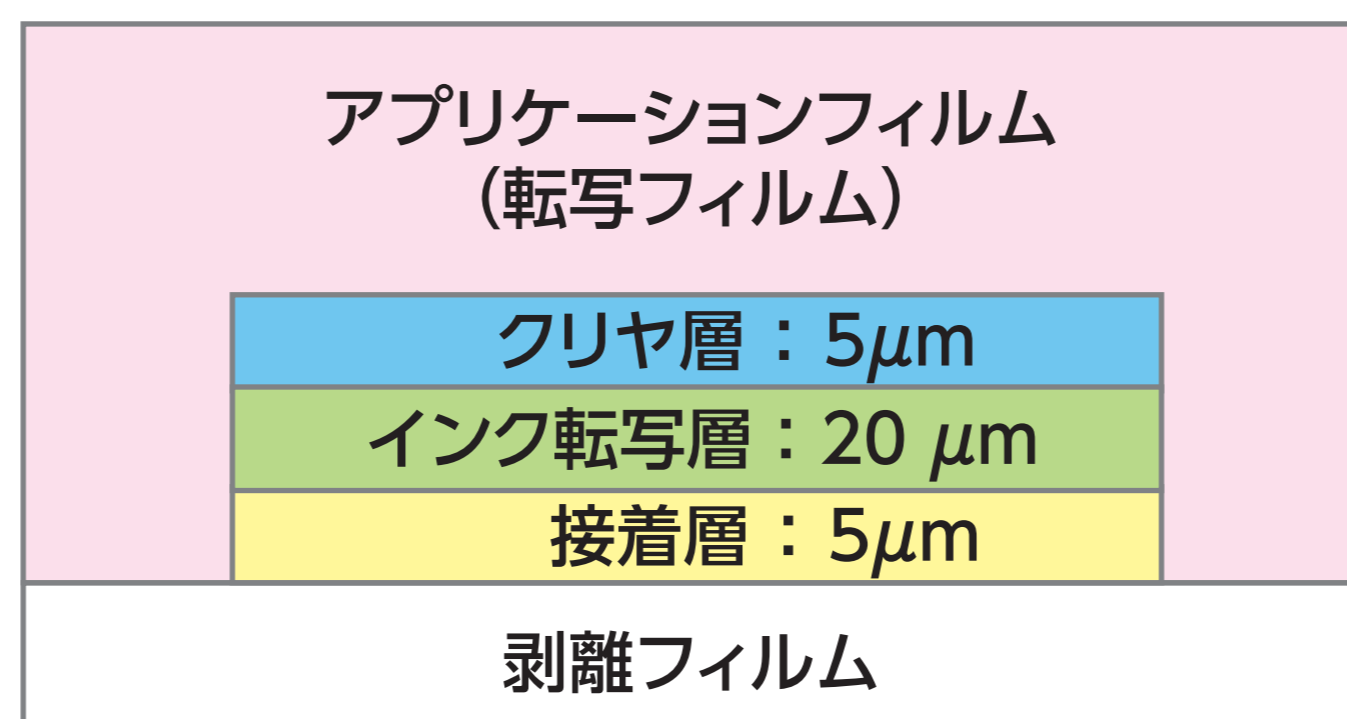 アプリケーションフィルム
（転写フィルム）
クリヤ層：5μm
インク転写層：20 μm
接着層：5μm
剥離フィルム